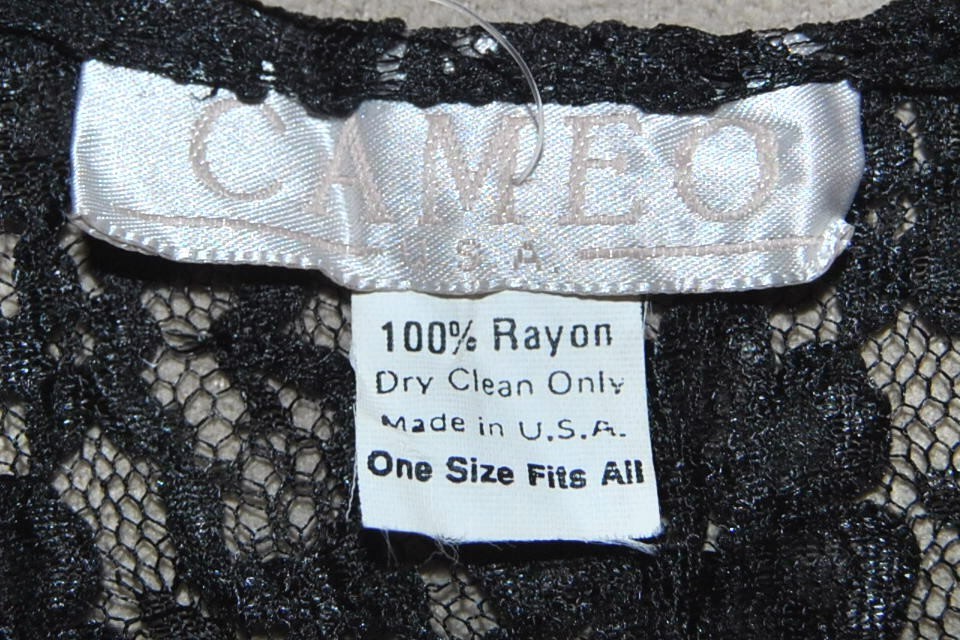 CAMEO
U.S.A.
100% Rayon
Dry Clean Only
Made in U.S.A.
One Size Fits All